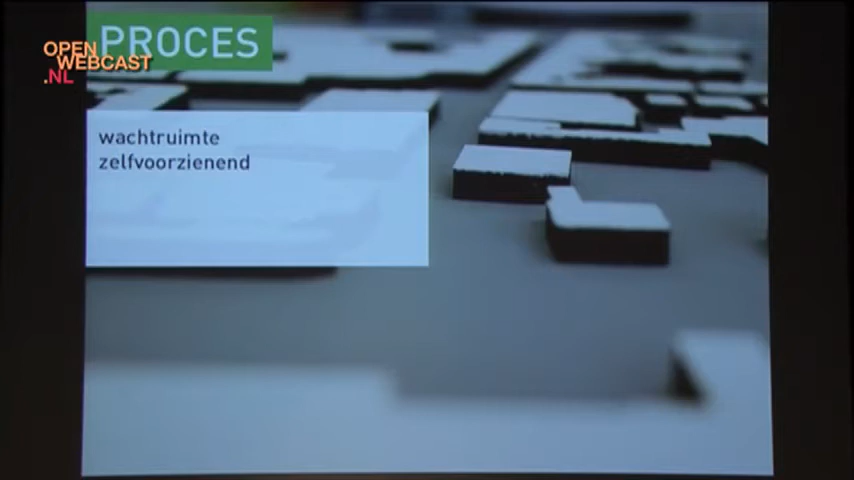 PROCES
OPEN
WEBCAST
.NL
wachtruimte
zelfvoorzienend